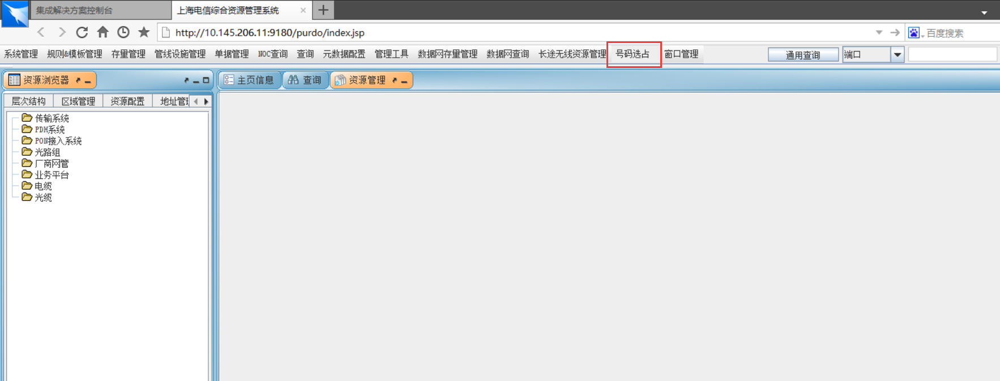 集成解决方案控制台
上海电信综合资源管理系统
http://10.145.206.11:9180/purdo/index.jsp
百度搜索
系统管理 规则&模板管理 存量管理 管线设施管理 单据管理 NOC查询 查询 元数据配置 管理工具 数据网存量管理 数据网查询 长途无线资源管理 号码选占 窗口管理
通用查询
端口
资源浏览器
主页信息 查询 资源管理
层次结构 区域管理 资源配置 地址管
传输系统
PDH系统
PON接入系统
光路组
厂商网管
业务平台
电缆
光缆